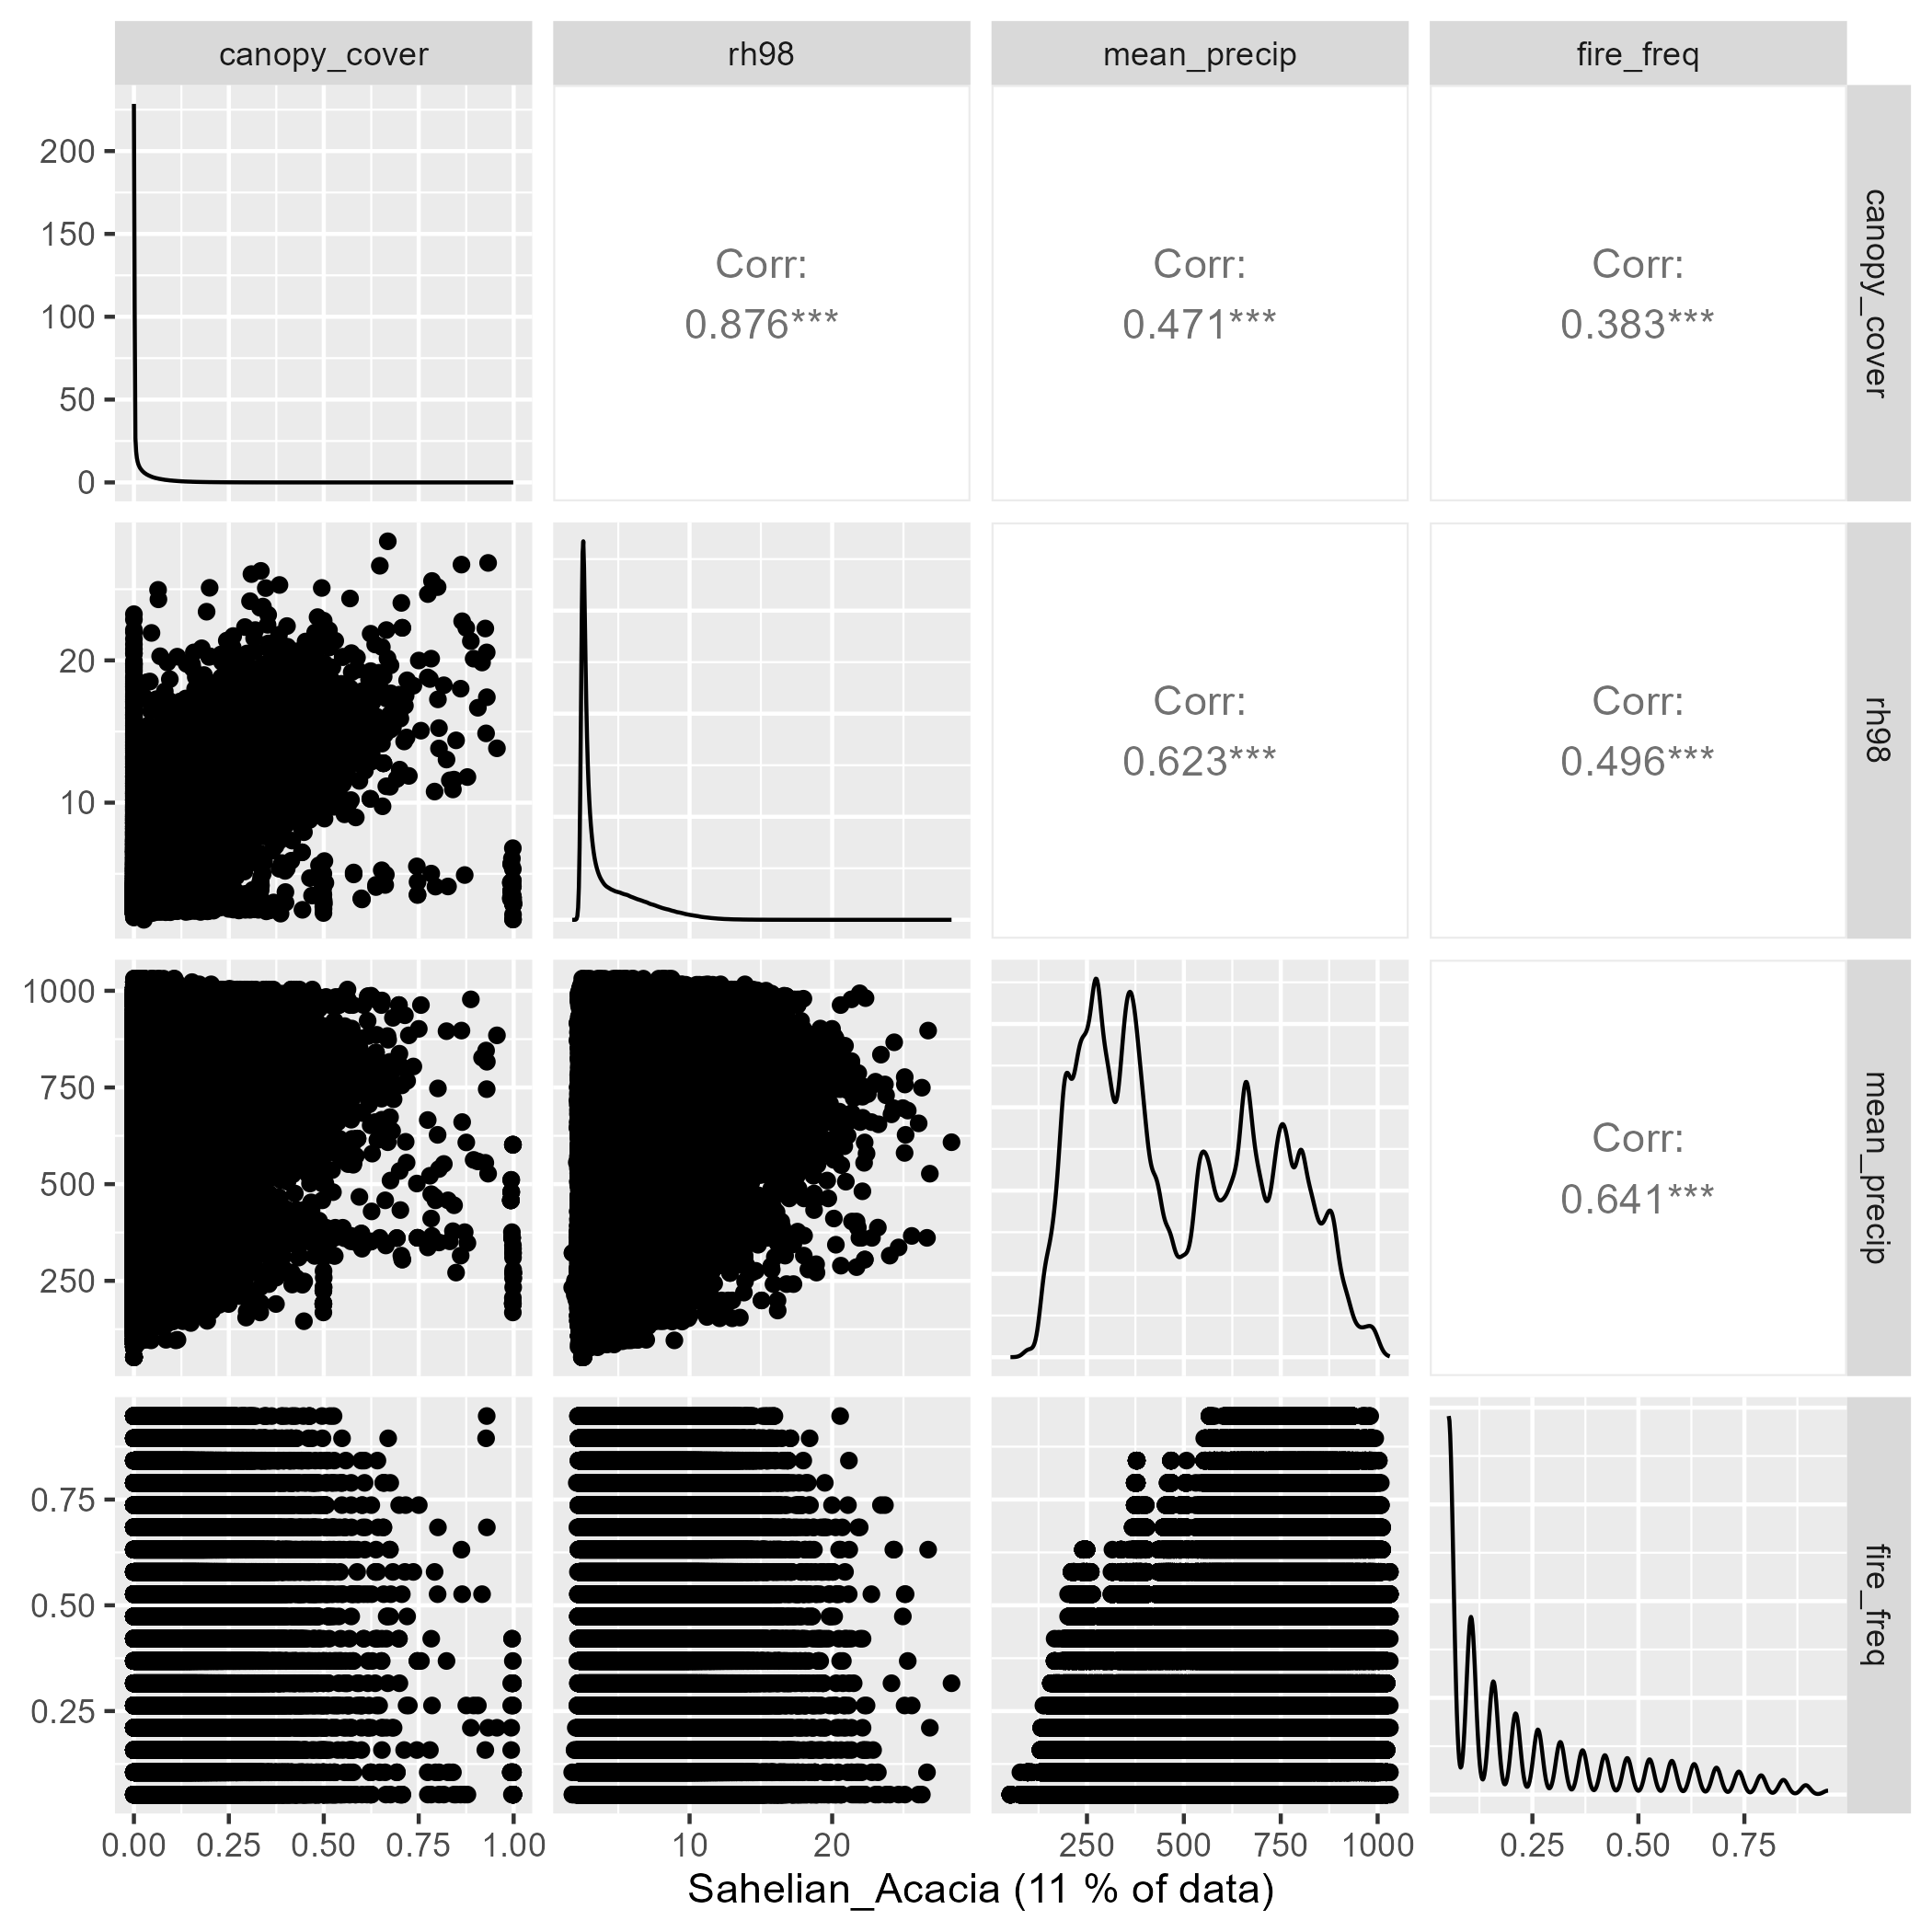 canopy_cover rh98 mean_precip fire_freq
200
150
100
50
0
Corr:
0.876***
Corr:
0.471***
Corr:
0.383***
canopy_cover
20
10
Corr:
0.623***
Corr:
0.496***
rh98
1000
750
500
250
Corr:
0.641***
mean_precip
0.75
0.50
0.25
fire_freq
0.00 0.25 0.50 0.75 1.00 10 20 250 500 750 1000 0.25 0.50 0.75
Sahelian_Acacia (11 % of data)